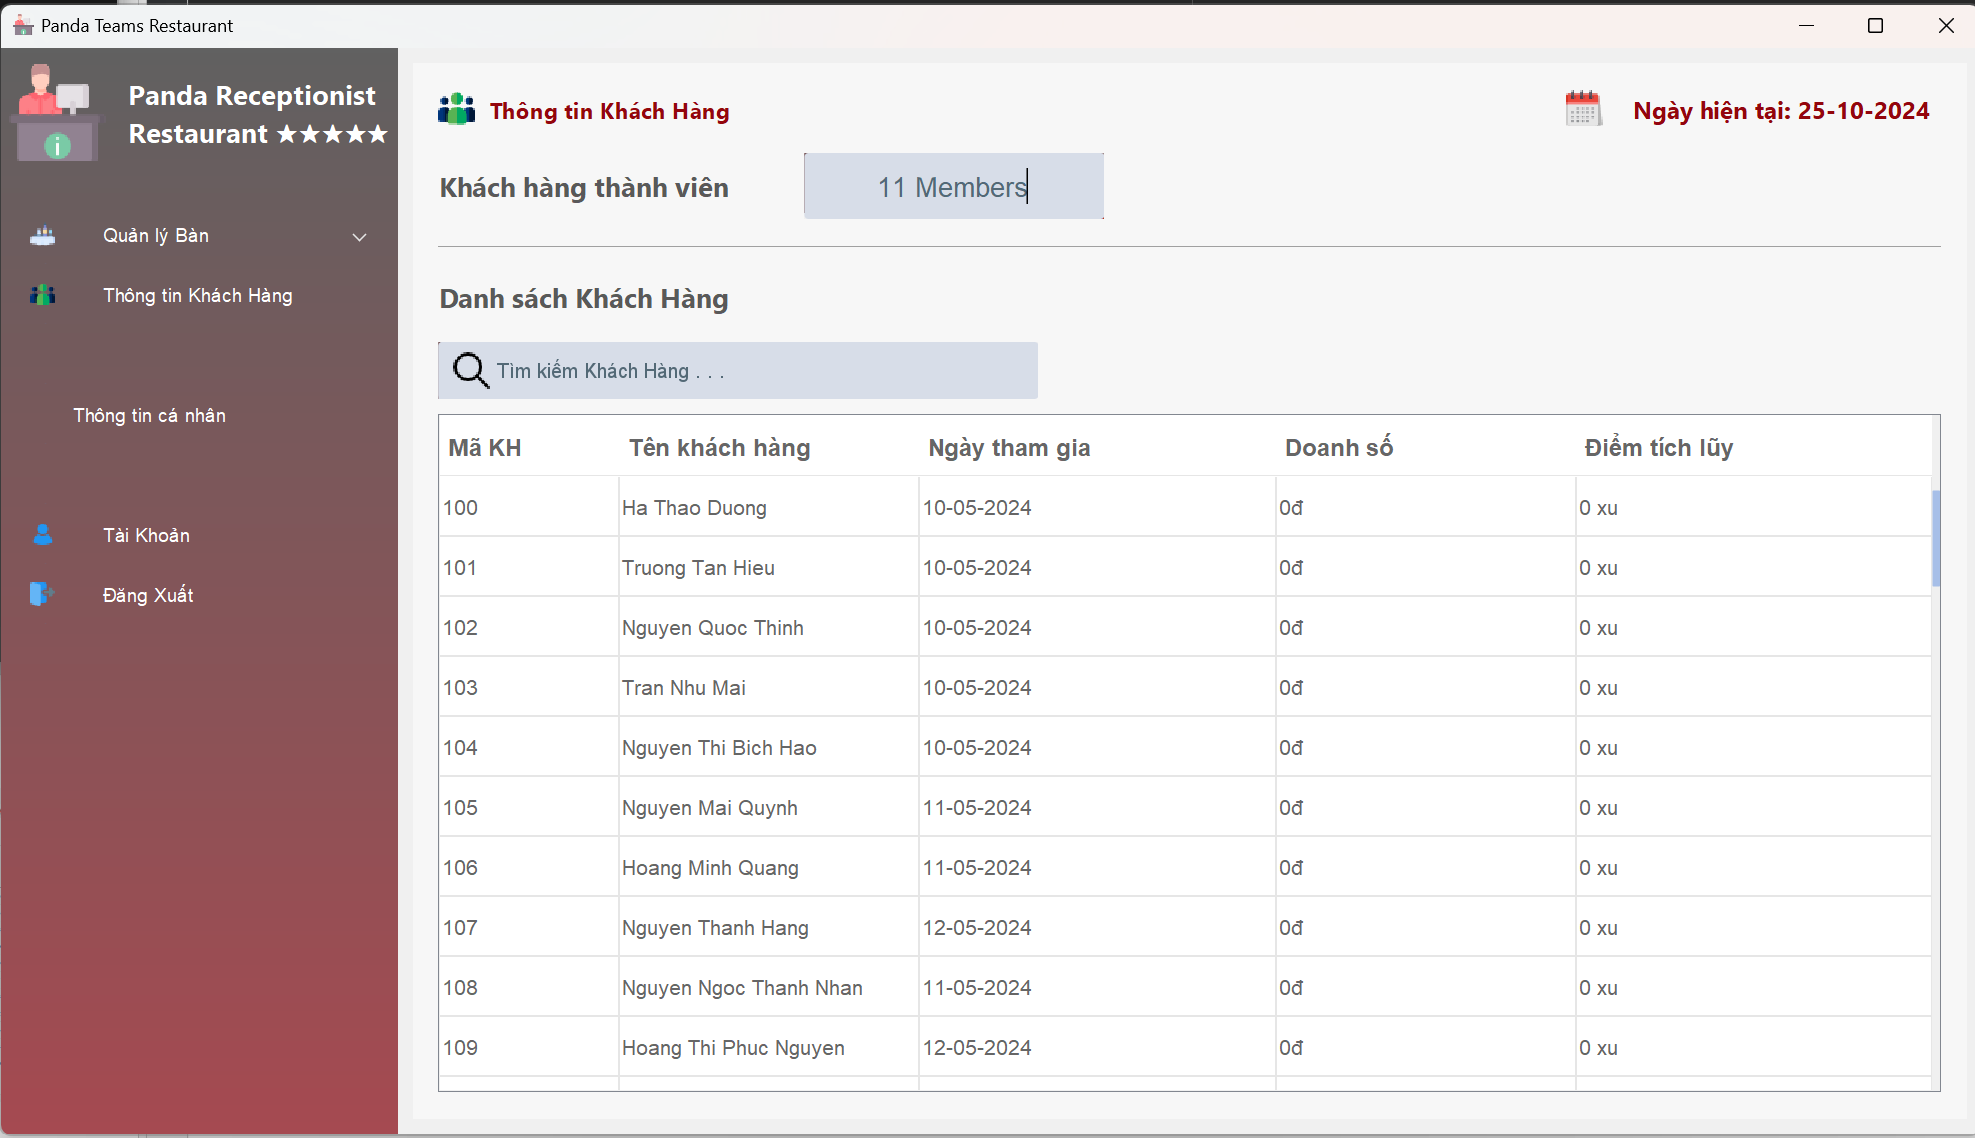 Panda Teams Restaurant
Panda Receptionist
Restaurant ★★★★★
Quản lý Bàn
Thông tin Khách Hàng
Thông tin cá nhân
Tài Khoản
Đăng Xuất
Thông tin Khách Hàng
Ngày hiện tại: 25-10-2024
Khách hàng thành viên
11 Members
Danh sách Khách Hàng
Tìm kiếm Khách Hàng . . .
Mã KH Tên khách hàng Ngày tham gia Doanh số Điểm tích lũy
100 Ha Thao Duong 10-05-2024 0đ 0 xu
101 Truong Tan Hieu 10-05-2024 0đ 0 xu
102 Nguyen Quoc Thinh 10-05-2024 0đ 0 xu
103 Tran Nhu Mai 10-05-2024 0đ 0 xu
104 Nguyen Thi Bich Hao 10-05-2024 0đ 0 xu
105 Nguyen Mai Quynh 11-05-2024 0đ 0 xu
106 Hoang Minh Quang 11-05-2024 0đ 0 xu
107 Nguyen Thanh Hang 12-05-2024 0đ 0 xu
108 Nguyen Ngoc Thanh Nhan 11-05-2024 0đ 0 xu
109 Hoang Thi Phuc Nguyen 12-05-2024 0đ 0 xu